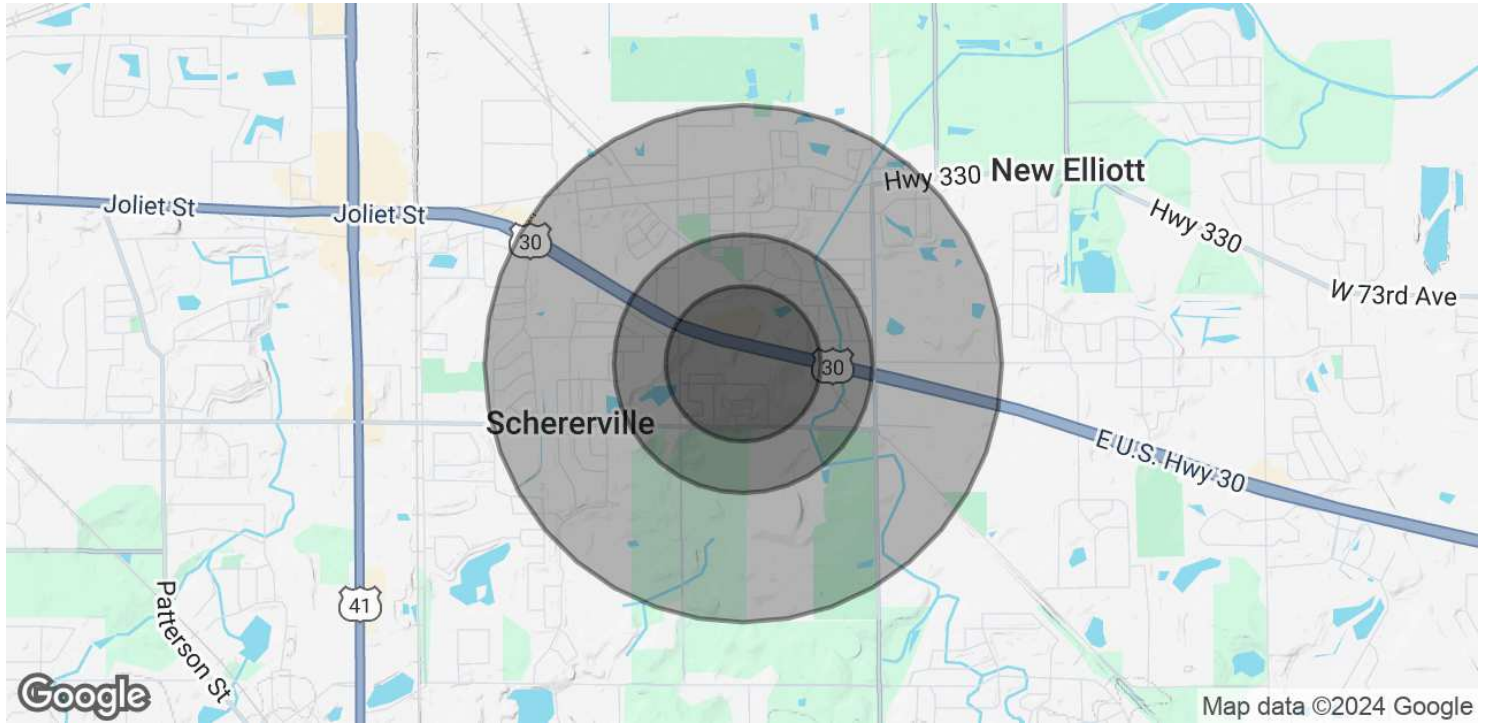 Joliet St
Joliet St
30
Hwy 330
New Elliott
Hwy 330
W 73rd Ave
30
Schererville
E U.S. Hwy 30
41
Patterson St
Google
Map data ©2024 Google